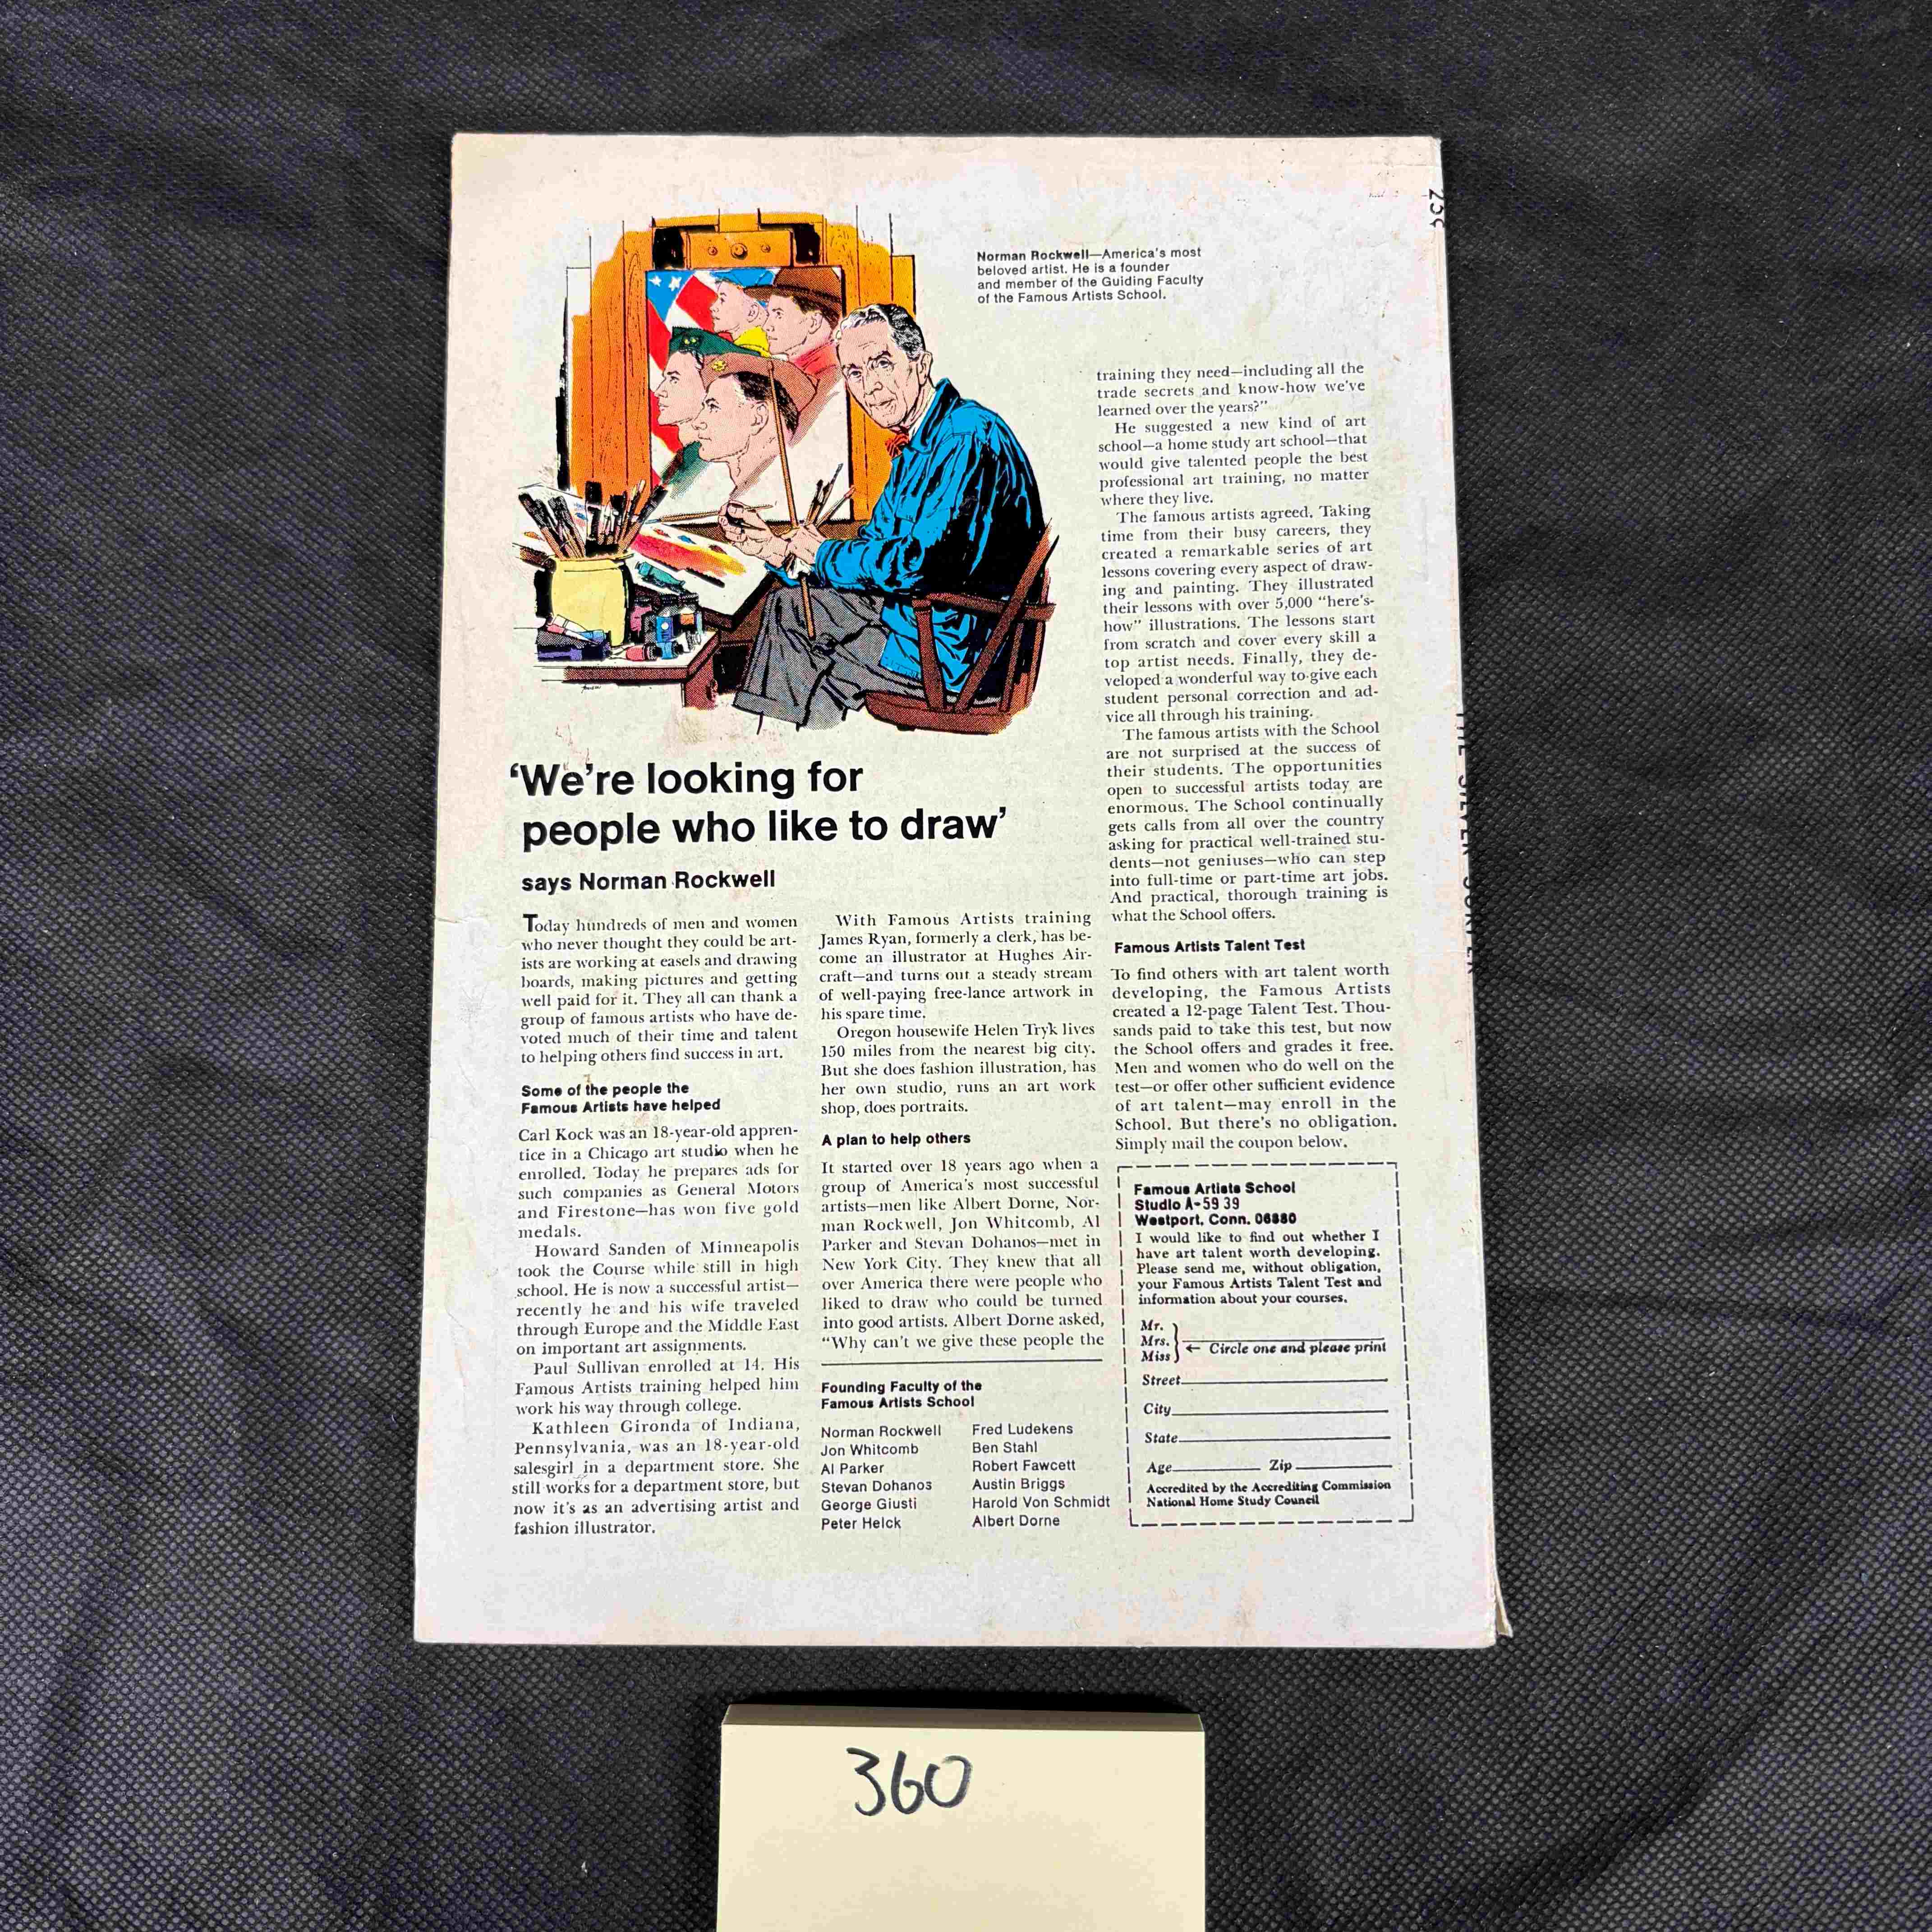 25¢
Norman Rockwell—America's most
beloved artist. He is a founder
and member of the Guiding Faculty
of the Famous Artists School.
'We're looking for
people who like to draw'
says Norman Rockwell
Today hundreds of men and women
who never thought they could be art-
ists are working at easels and drawing
boards, making pictures and getting
well paid for it. They all can thank a
group of famous artists who have de-
voted much of their time and talent
to helping others find success in art.
Some of the people the
Famous Artists have helped
Carl Kock was an 18-year-old appren-
tice in a Chicago art studio when he
enrolled. Today he prepares ads for
such companies as General Motors
and Firestone—has won five gold
medals.
Howard Sanden of Minneapolis
took the Course while still in high
school. He is now a successful artist—
recently he and his wife traveled
through Europe and the Middle East
on important art assignments.
Paul Sullivan enrolled at 14. His
Famous Artists training helped him
work his way through college.
Kathleen Gironda of Indiana,
Pennsylvania, was an 18-year-old
salesgirl in a department store. She
still works for a department store, but
now it's as an advertising artist and
fashion illustrator.
With Famous Artists training
James Ryan, formerly a clerk, has be-
come an illustrator at Hughes Air-
craft—and turns out a steady stream
of well-paying free-lance artwork in
his spare time.
Oregon housewife Helen Tryk lives
150 miles from the nearest big city.
But she does fashion illustration, has
her own studio, runs an art work
shop, does portraits.
A plan to help others
It started over 18 years ago when a
group of America's most successful
artists—men like Albert Dorne, Nor-
man Rockwell, Jon Whitcomb, Al
Parker and Stevan Dohanos—met in
New York City. They knew that all
over America there were people who
liked to draw who could be turned
into good artists. Albert Dorne asked,
"Why can't we give these people the
Founding Faculty of the
Famous Artists School
Norman Rockwell
Jon Whitcomb
Al Parker
Stevan Dohanos
George Giusti
Peter Helck
Fred Ludekens
Ben Stahl
Robert Fawcett
Austin Briggs
Harold Von Schmidt
Albert Dorne
training they need—including all the
trade secrets and know-how we've
learned over the years?"
He suggested a new kind of art
school—a home study art school—that
would give talented people the best
professional art training, no matter
where they live.
The famous artists agreed. Taking
time from their busy careers, they
created a remarkable series of art
lessons covering every aspect of draw-
ing and painting. They illustrated
their lessons with over 5,000 "here's-
how" illustrations. The lessons start
from scratch and cover every skill a
top artist needs. Finally, they de-
veloped a wonderful way to give each
student personal correction and ad-
vice all through his training.
The famous artists with the School
are not surprised at the success of
their students. The opportunities
open to successful artists today are
enormous. The School continually
gets calls from all over the country
asking for practical well-trained stu-
dents—not geniuses—who can step
into full-time or part-time art jobs.
And practical, thorough training is
what the School offers.
Famous Artists Talent Test
To find others with art talent worth
developing, the Famous Artists
created a 12-page Talent Test. Thou-
sands paid to take this test, but now
the School offers and grades it free.
Men and women who do well on the
test—or offer other sufficient evidence
of art talent—may enroll in the
School. But there's no obligation.
Simply mail the coupon below.
Famous Artists School
Studio A-5939
Westport, Conn. 06880
I would like to find out whether I
have art talent worth developing.
Please send me, without obligation,
your Famous Artists Talent Test and
information about your courses.
Mr.
Mrs.
Miss
← Circle one and please print
Street
City
State
Age Zip
Accredited by the Accrediting Commission
National Home Study Council
THE SILVER SURFER
360